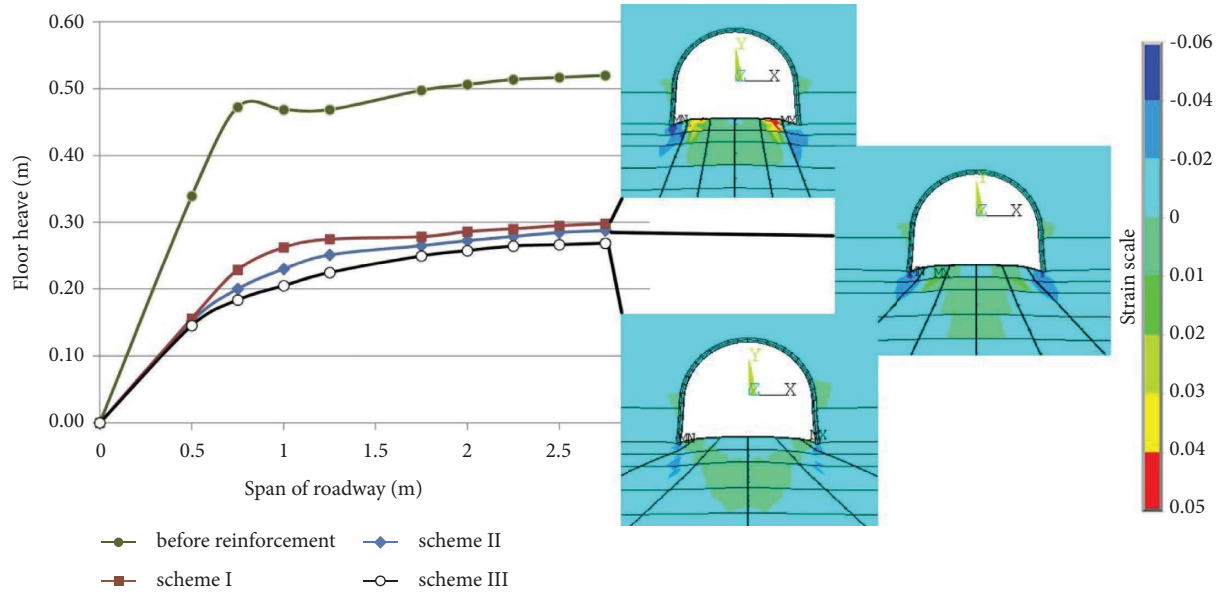 0.60
0.50
0.40
0.30
0.20
0.10
0.00
Floor heave (m)
0 0.5 1 1.5 2 2.5
Span of roadway (m)
before reinforcement
scheme I
scheme II
scheme III
Y
Z X
MN
Y
Z X
MN MX
Y
Z X
MN MX
-0.06
-0.04
-0.02
0
0.01
0.02
0.03
0.04
0.05
Strain scale